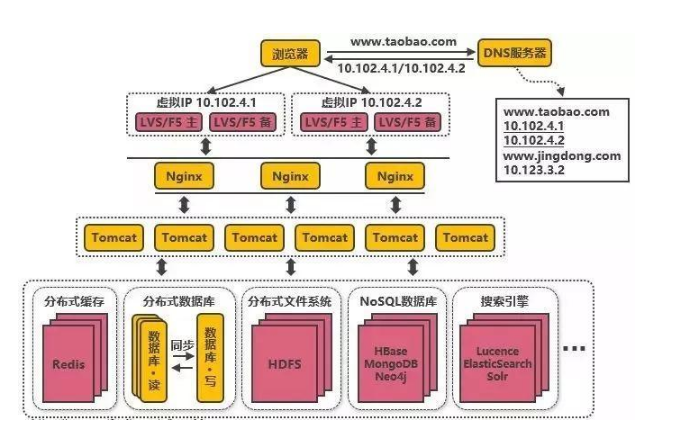 www.taobao.com
浏览器
DNS服务器
10.102.4.1/10.102.4.2
虚拟IP 10.102.4.1
LVS/F5 主
LVS/F5 备
虚拟IP 10.102.4.2
LVS/F5 主
LVS/F5 备
www.taobao.com
10.102.4.1
10.102.4.2
www.jingdong.com
10.123.3.2
Nginx
Nginx
Nginx
Tomcat
Tomcat
Tomcat
Tomcat
Tomcat
Tomcat
分布式缓存
Redis
分布式数据库
数据库·读
同步
数据库·写
分布式文件系统
HDFS
NoSQL数据库
HBase
MongoDB
Neo4j
搜索引擎
Lucence
ElasticSearch
Solr
...